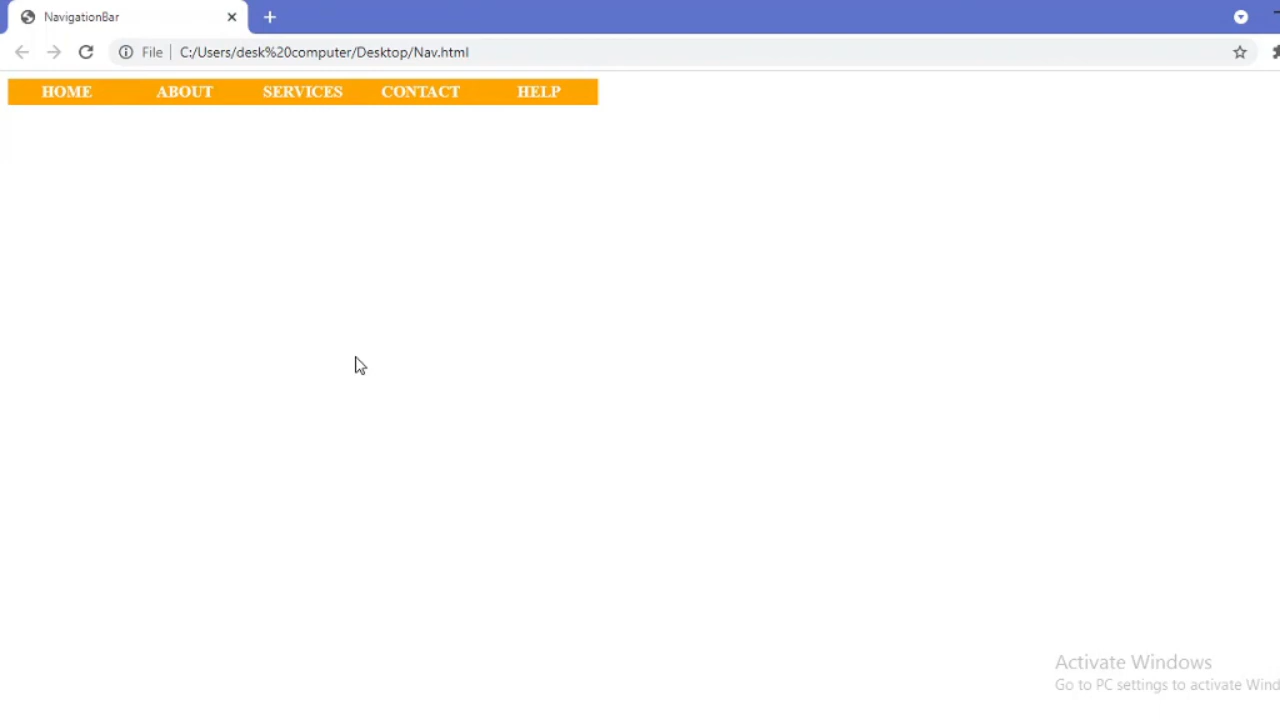 NavigationBar
File C:/Users/desk%20computer/Desktop/Nav.html
HOME ABOUT SERVICES CONTACT HELP
Activate Windows
Go to PC settings to activate Wind